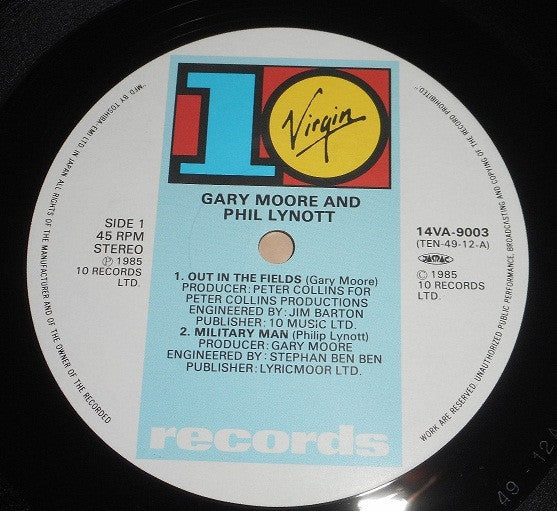 10
Virgin
GARY MOORE AND
PHIL LYNOTT
SIDE 1
45 RPM
STEREO
℗ 1985
10 RECORDS
LTD.
14VA-9003
(TEN-49-12-A)
JASRAC
© 1985
10 RECORDS
LTD.
1. OUT IN THE FIELDS (Gary Moore)
PRODUCER: PETER COLLINS FOR
PETER COLLINS PRODUCTIONS
ENGINEERED BY: JIM BARTON
PUBLISHER: 10 MUSIC LTD.
2. MILITARY MAN (Philip Lynott)
PRODUCER: GARY MOORE
ENGINEERED BY: STEPHAN BEN BEN
PUBLISHER: LYRICMOOR LTD.
records
"MFD BY TOSHIBA-EMI LTD IN JAPAN ALL RIGHTS OF THE MANUFACTURER AND OF THE OWNER OF THE RECORDED
WORK ARE RESERVED. UNAUTHORIZED PUBLIC PERFORMANCE, BROADCASTING AND COPYING OF THE RECORD PROHIBITED"
49 - 12A